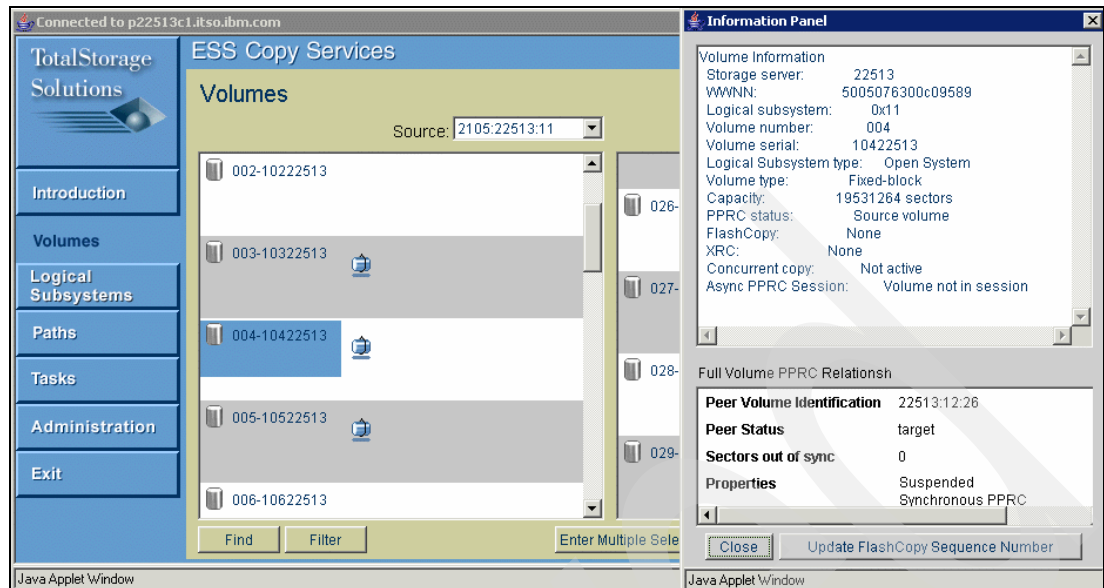 Connected to p22513c1.itso.ibm.com
TotalStorage
Solutions
Introduction
Volumes
Logical
Subsystems
Paths
Tasks
Administration
Exit
ESS Copy Services
Volumes
Source: 2105:22513:11
002-10222513
003-10322513
004-10422513
005-10522513
006-10622513
026-
027-
028-
029-
Find
Filter
Enter Multiple Sele
Java Applet Window
Information Panel
Volume Information
Storage server: 22513
WWNN: 5005076300c09589
Logical subsystem: 0x11
Volume number: 004
Volume serial: 10422513
Logical Subsystem type: Open System
Volume type: Fixed-block
Capacity: 19531264 sectors
PPRC status: Source volume
FlashCopy: None
XRC: None
Concurrent copy: Not active
Async PPRC Session: Volume not in session
Full Volume PPRC Relationsh
Peer Volume Identification 22513:12:26
Peer Status target
Sectors out of sync 0
Properties Suspended
Synchronous PPRC
Close
Update FlashCopy Sequence Number
Java Applet Window